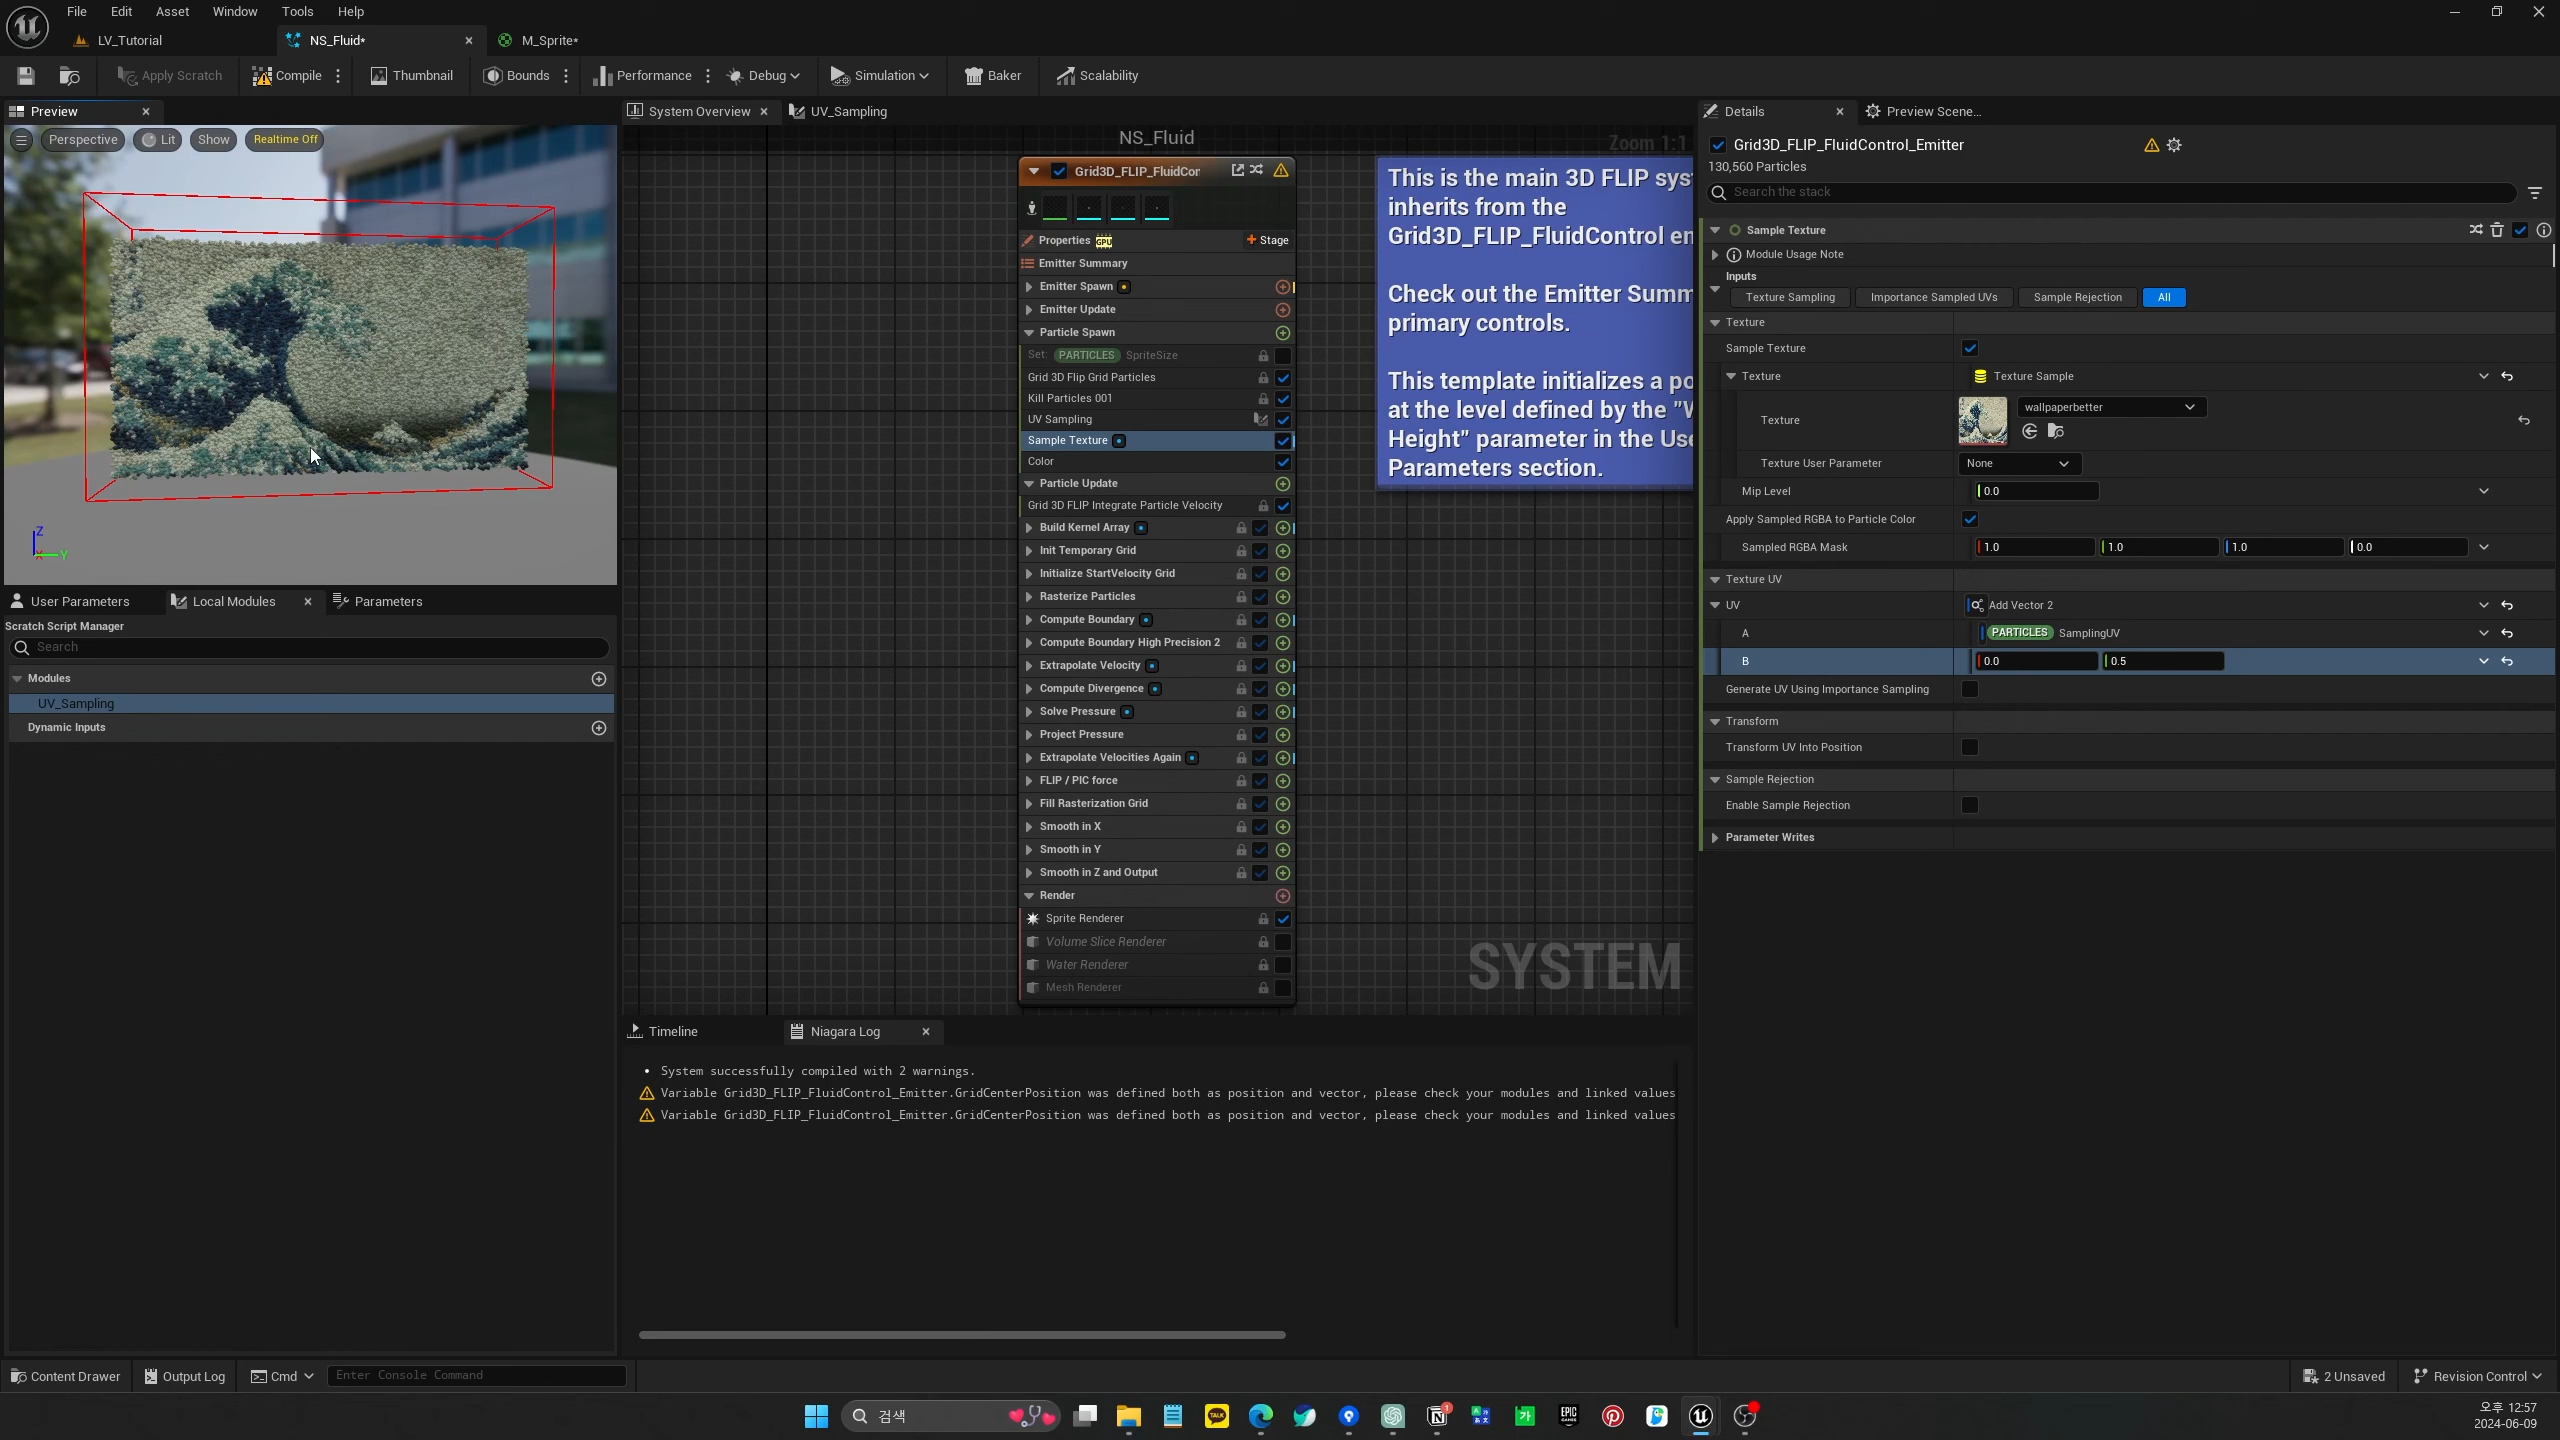 File Edit Asset Window Tools Help
LV_Tutorial NS_Fluid* M_Sprite*
Apply Scratch Compile Thumbnail Bounds Performance Debug Simulation Baker Scalability
Preview
Perspective Lit Show Realtime Off
Z
Y
User Parameters Local Modules Parameters
Scratch Script Manager
Search
Modules
UV_Sampling
Dynamic Inputs
System Overview UV_Sampling
NS_Fluid
Zoom 1:1
Grid3D_FLIP_FluidCor
Properties GPU Stage
Emitter Summary
Emitter Spawn
Emitter Update
Particle Spawn
Set: PARTICLES SpriteSize
Grid 3D Flip Grid Particles
Kill Particles 001
UV Sampling
Sample Texture
Color
Particle Update
Grid 3D FLIP Integrate Particle Velocity
Build Kernel Array
Init Temporary Grid
Initialize StartVelocity Grid
Rasterize Particles
Compute Boundary
Compute Boundary High Precision 2
Extrapolate Velocity
Compute Divergence
Solve Pressure
Project Pressure
Extrapolate Velocities Again
FLIP / PIC force
Fill Rasterization Grid
Smooth in X
Smooth in Y
Smooth in Z and Output
Render
Sprite Renderer
Volume Slice Renderer
Water Renderer
Mesh Renderer
This is the main 3D FLIP sys
inherits from the
Grid3D_FLIP_FluidControl en
Check out the Emitter Summ
primary controls.
This template initializes a po
at the level defined by the "W
Height" parameter in the Use
Parameters section.
SYSTEM
Timeline Niagara Log
• System successfully compiled with 2 warnings.
Variable Grid3D_FLIP_FluidControl_Emitter.GridCenterPosition was defined both as position and vector, please check your modules and linked values
Variable Grid3D_FLIP_FluidControl_Emitter.GridCenterPosition was defined both as position and vector, please check your modules and linked values
Details Preview Scene...
Grid3D_FLIP_FluidControl_Emitter
130,560 Particles
Search the stack
Sample Texture
Module Usage Note
Inputs
Texture Sampling Importance Sampled UVs Sample Rejection All
Texture
Sample Texture
Texture Texture Sample
Texture wallpaperbetter
Texture User Parameter None
Mip Level 0.0
Apply Sampled RGBA to Particle Color
Sampled RGBA Mask 1.0 1.0 1.0 0.0
Texture UV
UV Add Vector 2
A PARTICLES SamplingUV
B 0.0 0.5
Generate UV Using Importance Sampling
Transform
Transform UV Into Position
Sample Rejection
Enable Sample Rejection
Parameter Writes
Content Drawer Output Log Cmd Enter Console Command 2 Unsaved Revision Control
검색
TALK
1
가
EPIC
오후 12:57
2024-06-09